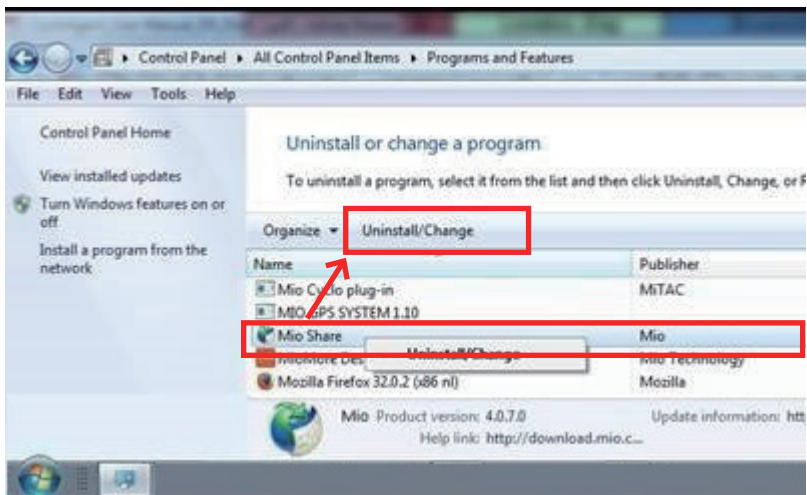 Control Panel All Control Panel Items Programs and Features
File Edit View Tools Help
Control Panel Home
View installed updates
Turn Windows features on or
off
Install a program from the
network
Uninstall or change a program
To uninstall a program, select it from the list and then click Uninstall, Change, or
Organize Uninstall/Change
Name Publisher
Mio Cyclo plug-in MiTAC
MIO GPS SYSTEM 1.10
Mio Share Mio
Uninstall/Change
MioMore Des Mio Technology
Mozilla Firefox 32.0.2 (x86 nl) Mozilla
Mio Product version: 4.0.7.0 Update information: htt
Help link: http://download.mio.c...